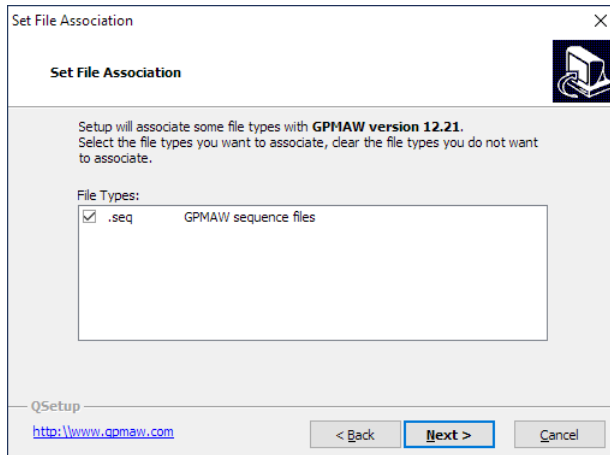 Set File Association
Set File Association
Setup will associate some file types with GPMAW version 12.21.
Select the file types you want to associate, clear the file types you do not want
to associate.
File Types:
.seq GPMAW sequence files
QSetup
http:\\www.gpmaw.com
< Back Next > Cancel